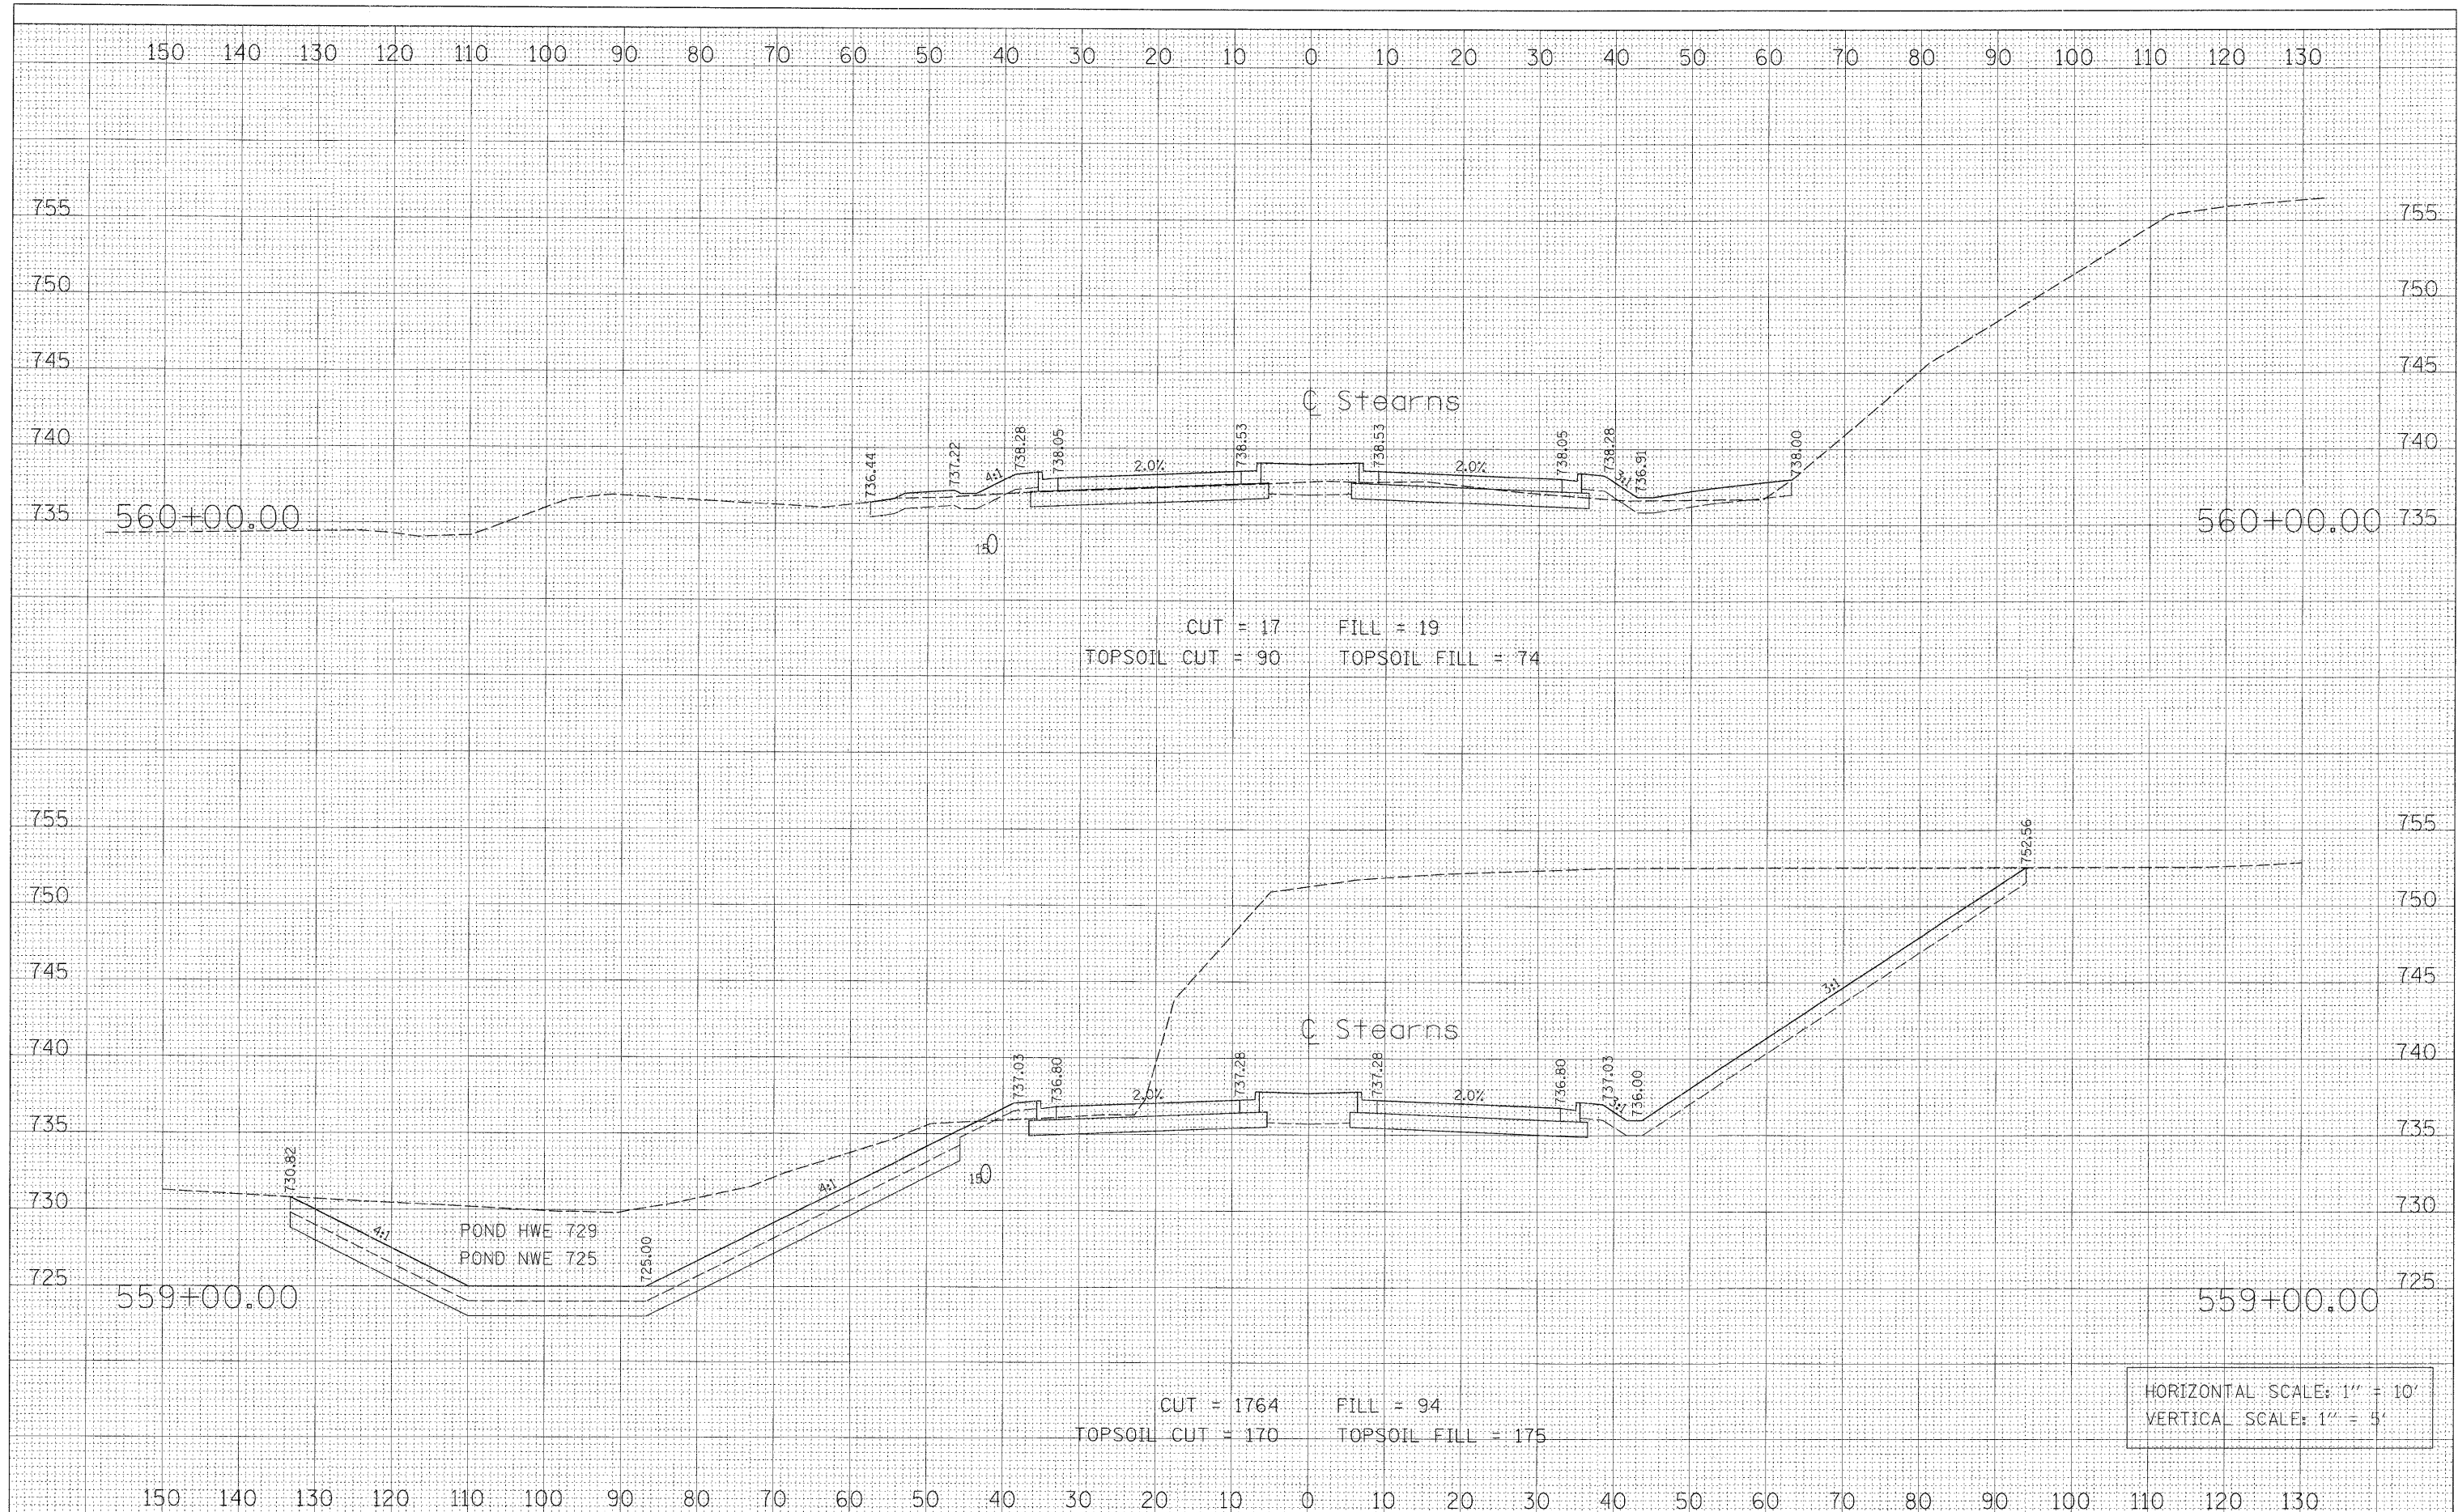 150 140 130 120 110 100 90 80 70 60 50 40 30 20 10 0 10 20 30 40 50 60 70 80 90 100 110 120 130
755 755
750 750
745 745
℄ Stearns
740 740
736.44 737.22 4:1 738.28 738.05 2.0% 738.53 738.53 2.0% 738.05 738.28 3:1 736.91 738.00
735 560+00.00 560+00.00 735
15
CUT = 17 FILL = 19
TOPSOIL CUT = 90 TOPSOIL FILL = 74
755 755
752.56
750 750
745 3:1 745
℄ Stearns
740 740
737.03 736.80 2.0% 737.28 737.28 2.0% 736.80 737.03 3:1 736.00
735 735
730.82 4:1 15
730 730
4:1 POND HWE 729
POND NWE 725 725.00
725 725
559+00.00 559+00.00
HORIZONTAL SCALE: 1" = 10'
VERTICAL SCALE: 1" = 5'
CUT = 1764 FILL = 94
TOPSOIL CUT = 170 TOPSOIL FILL = 175
150 140 130 120 110 100 90 80 70 60 50 40 30 20 10 0 10 20 30 40 50 60 70 80 90 100 110 120 130